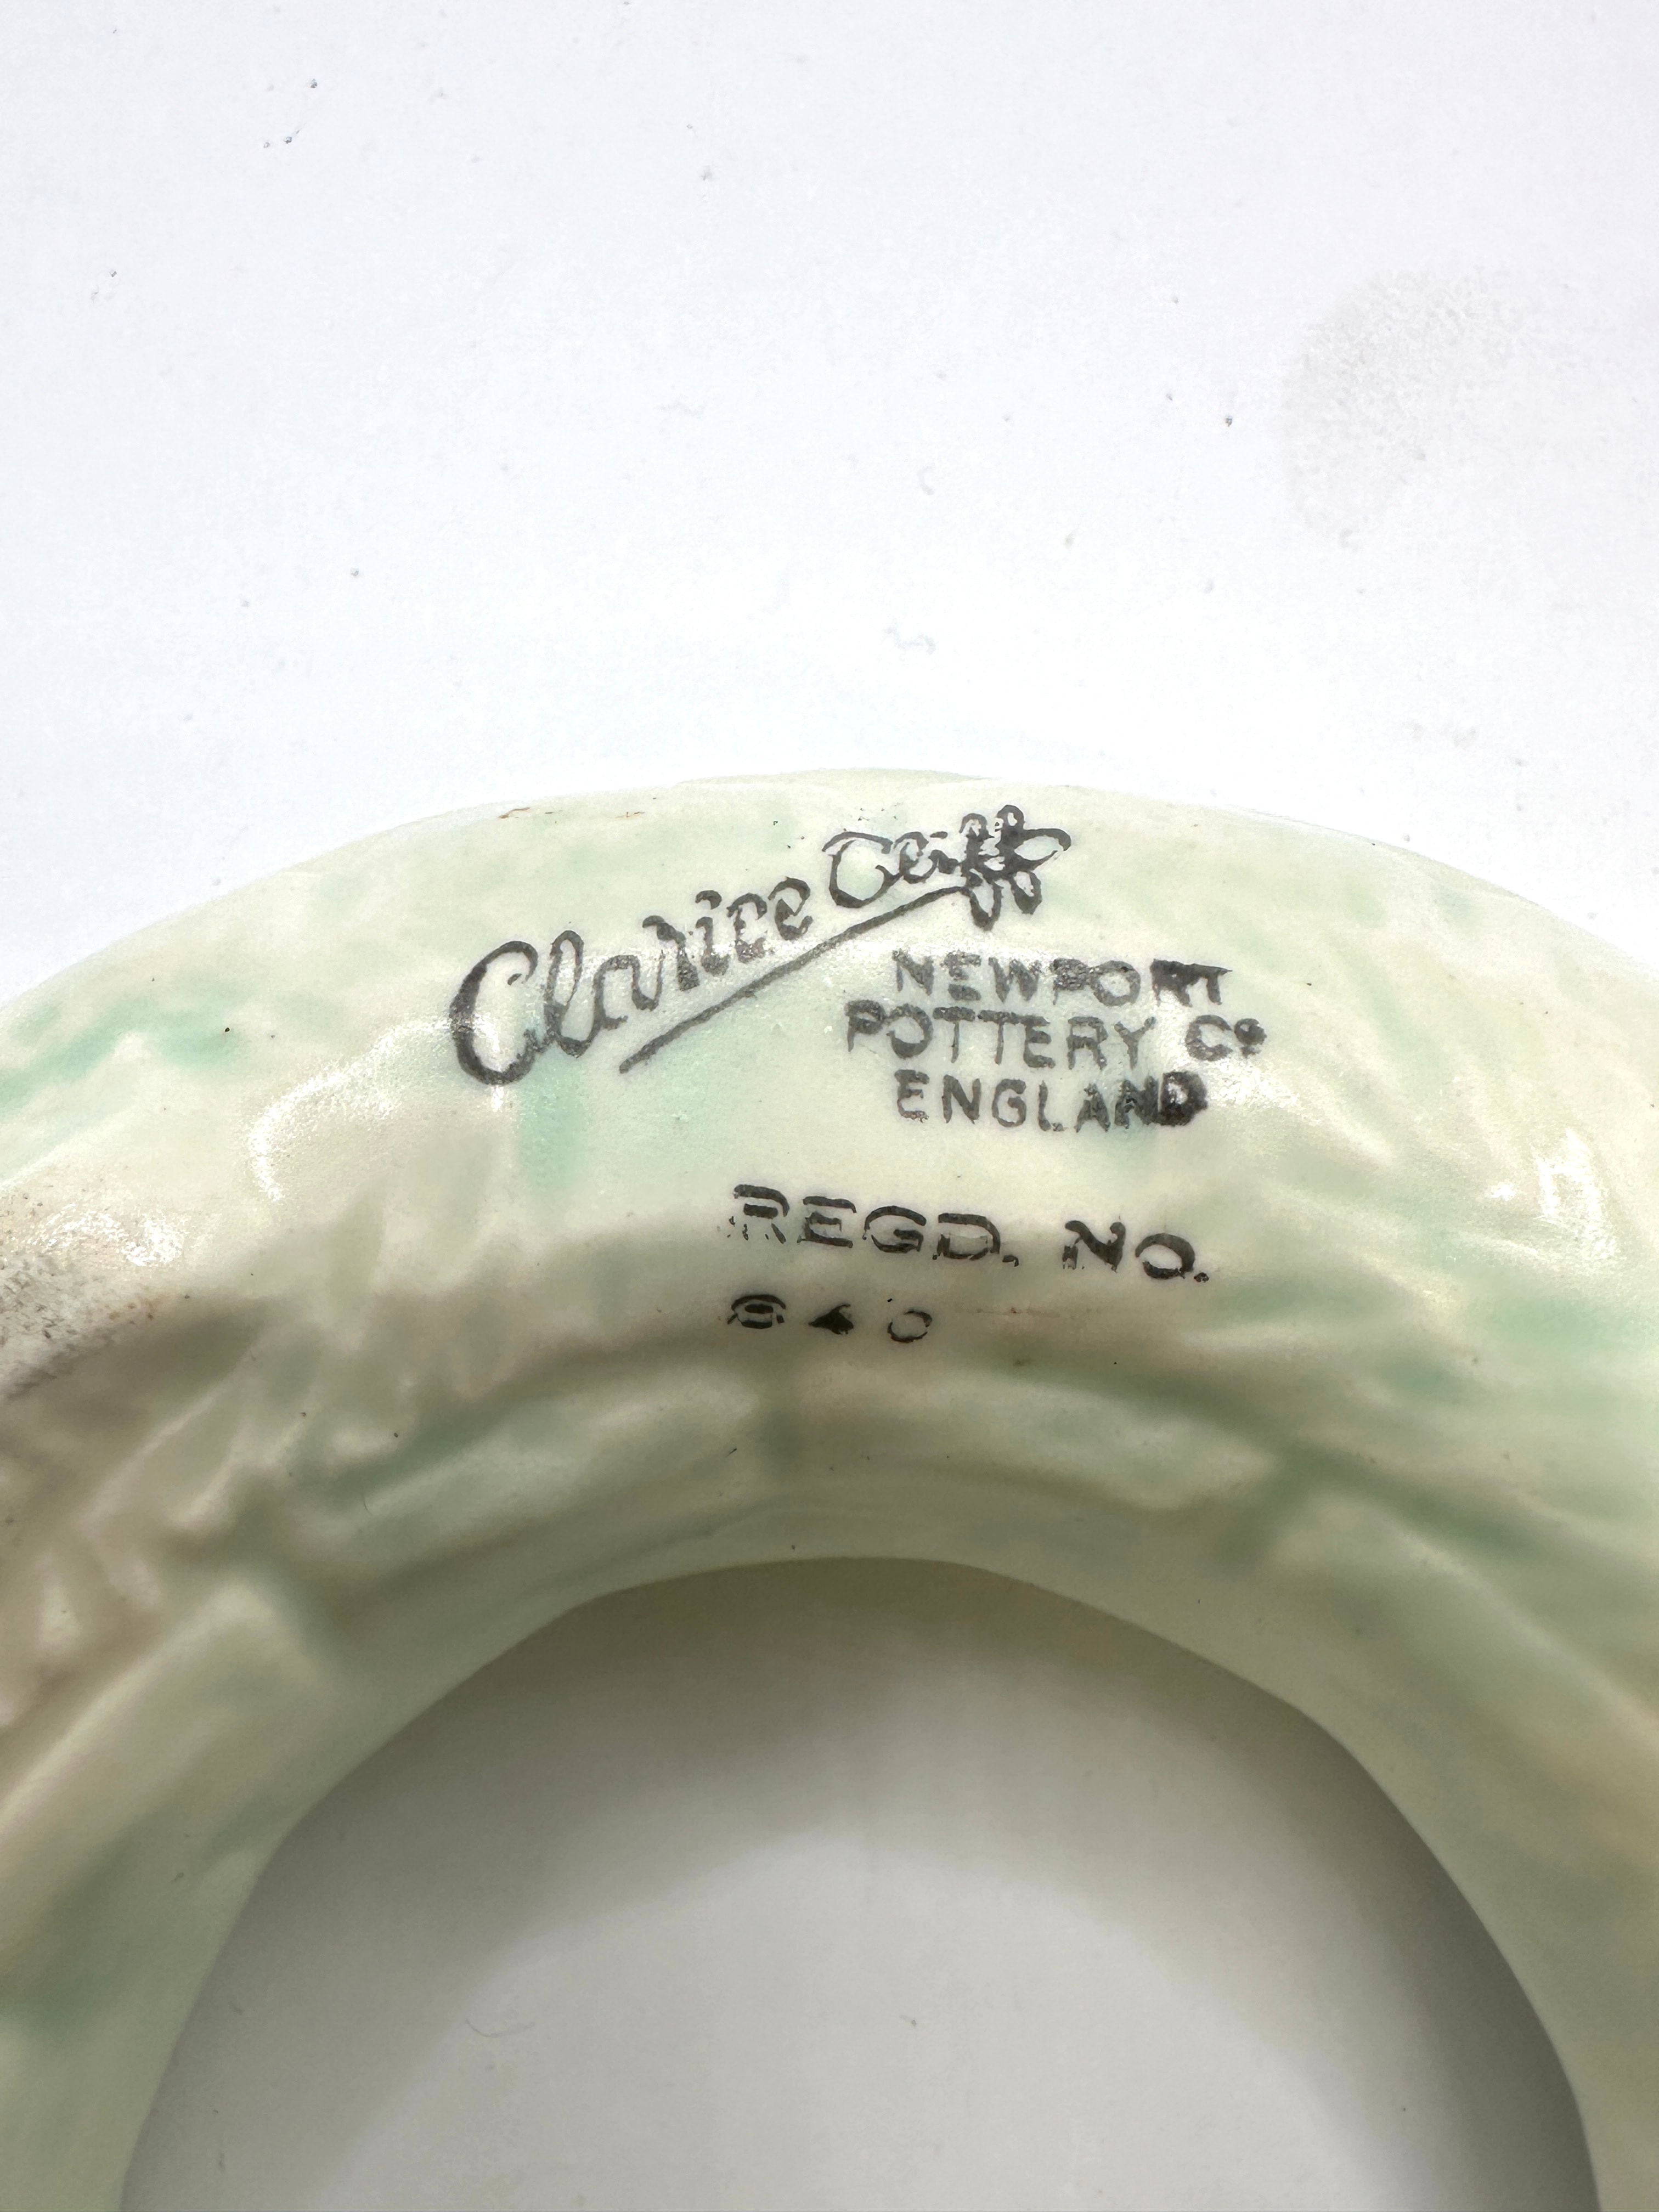 Clarice Cliff
NEWPORT
POTTERY Co
ENGLAND
REGD. NO.